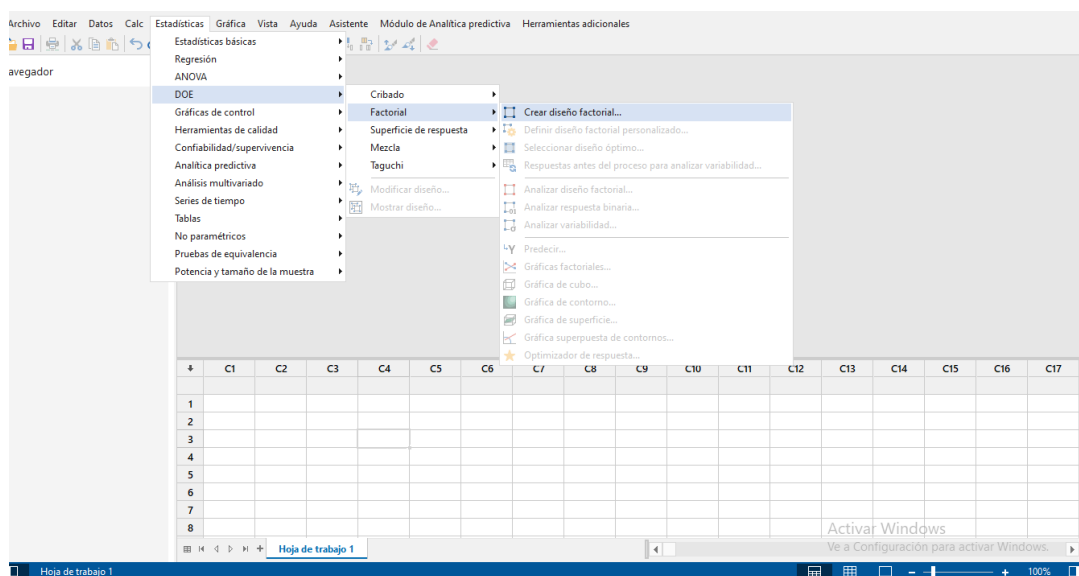 Archivo Editar Datos Calc Estadísticas Gráfica Vista Ayuda Asistente Módulo de Analítica predictiva Herramientas adicionales
avegador
Estadísticas básicas
Regresión
ANOVA
DOE
Gráficas de control
Herramientas de calidad
Confiabilidad/supervivencia
Analítica predictiva
Análisis multivariado
Series de tiempo
Tablas
No paramétricos
Pruebas de equivalencia
Potencia y tamaño de la muestra
Cribado
Factorial
Superficie de respuesta
Mezcla
Taguchi
Modificar diseño...
Mostrar diseño...
Crear diseño factorial...
Definir diseño factorial personalizado...
Seleccionar diseño óptimo...
Respuestas antes del proceso para analizar variabilidad...
Analizar diseño factorial...
Analizar respuesta binaria...
Analizar variabilidad...
Predecir...
Gráficas factoriales...
Gráfica de cubo...
Gráfica de contorno...
Gráfica de superficie...
Gráfica superpuesta de contornos...
Optimizador de respuesta...
C1 C2 C3 C4 C5 C6 C7 C8 C9 C10 C11 C12 C13 C14 C15 C16 C17
1
2
3
4
5
6
7
8
Activar Windows
Ve a Configuración para activar Windows.
Hoja de trabajo 1
Hoja de trabajo 1
100%